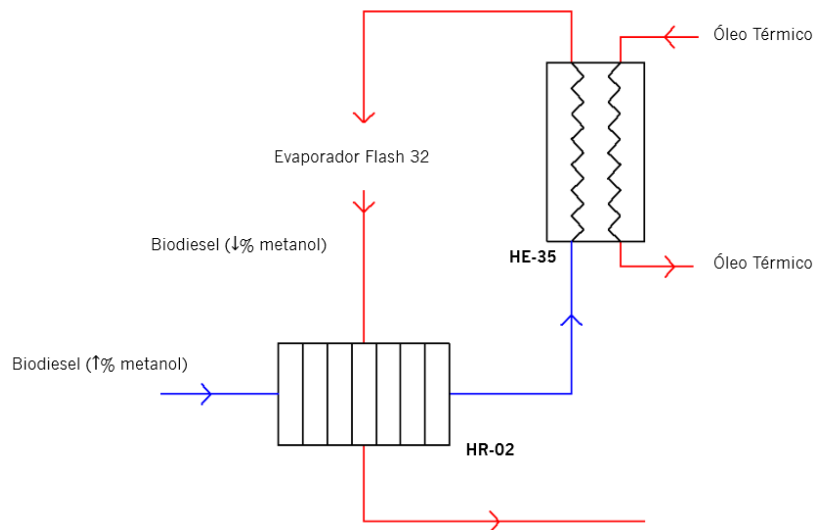 Óleo Térmico
Evaporador Flash 32
Biodiesel (↓% metanol)
HE-35
Óleo Térmico
Biodiesel (↑% metanol)
HR-02